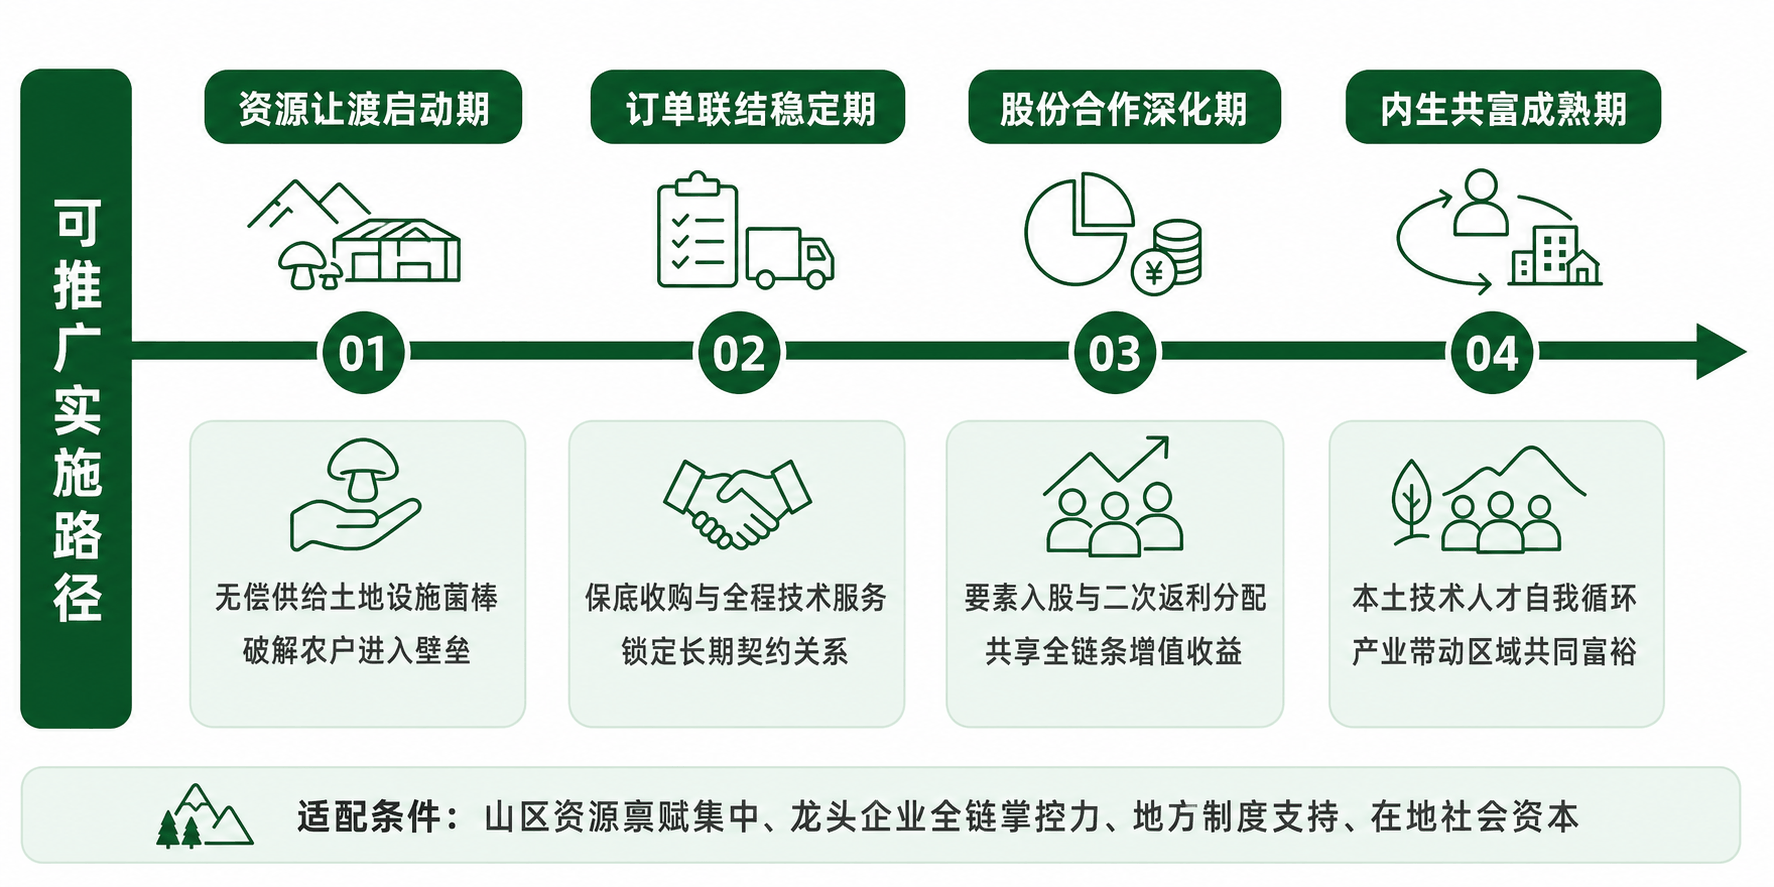 可推广实施路径
资源让渡启动期
订单联结稳定期
股份合作深化期
内生共富成熟期
¥
01
02
03
04
无偿供给土地设施菌棒
破解农户进入壁垒
保底收购与全程技术服务
锁定长期契约关系
要素入股与二次返利分配
共享全链条增值收益
本土技术人才自我循环
产业带动区域共同富裕
适配条件：山区资源禀赋集中、龙头企业全链掌控力、地方制度支持、在地社会资本